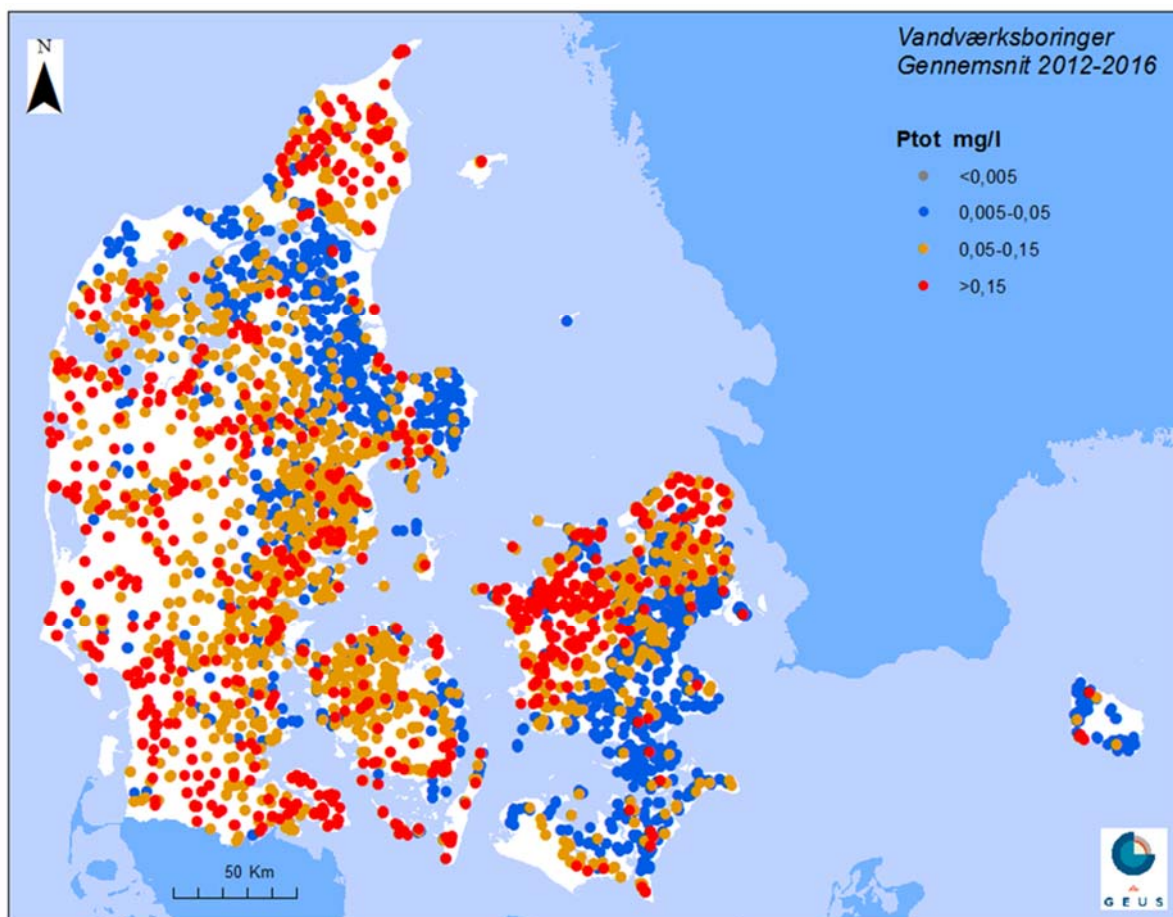 N
Vandværksboringer
Gennemsnit 2012-2016
Ptot mg/l
<0,005
0,005-0,05
0,05-0,15
>0,15
50 Km
G E U S